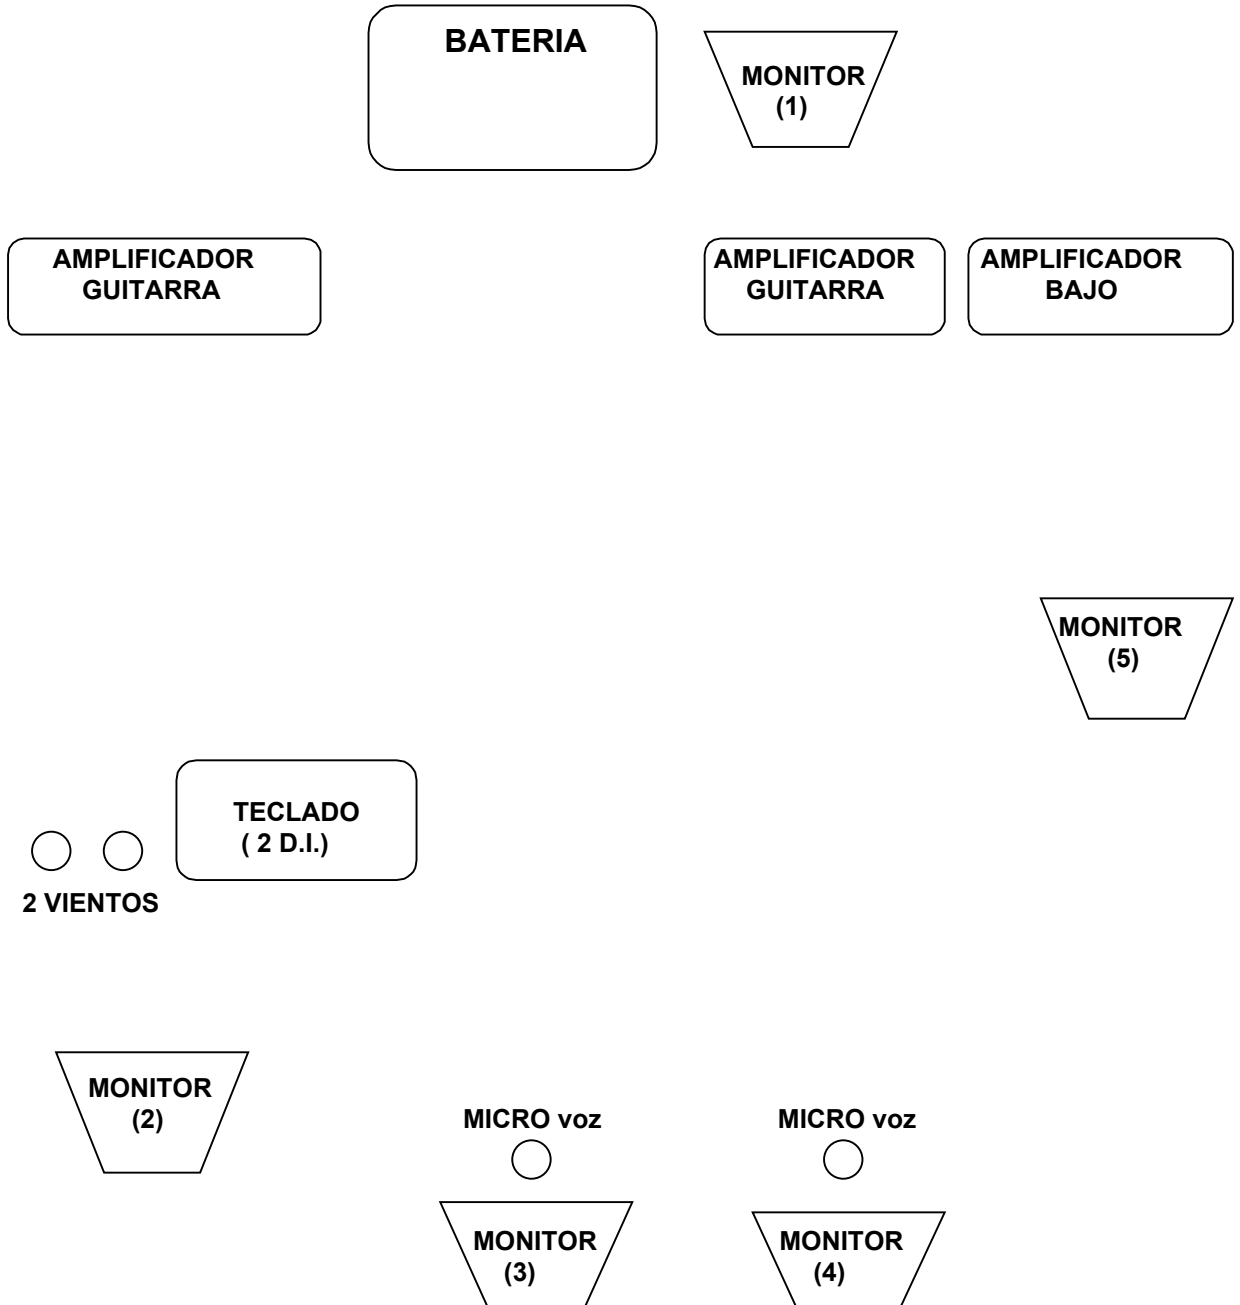 BATERIA
MONITOR
(1)
AMPLIFICADOR
GUITARRA
AMPLIFICADOR
GUITARRA
AMPLIFICADOR
BAJO
MONITOR
(5)
TECLADO
( 2 D.I.)
2 VIENTOS
MONITOR
(2)
MICRO voz
MICRO voz
MONITOR
(3)
MONITOR
(4)